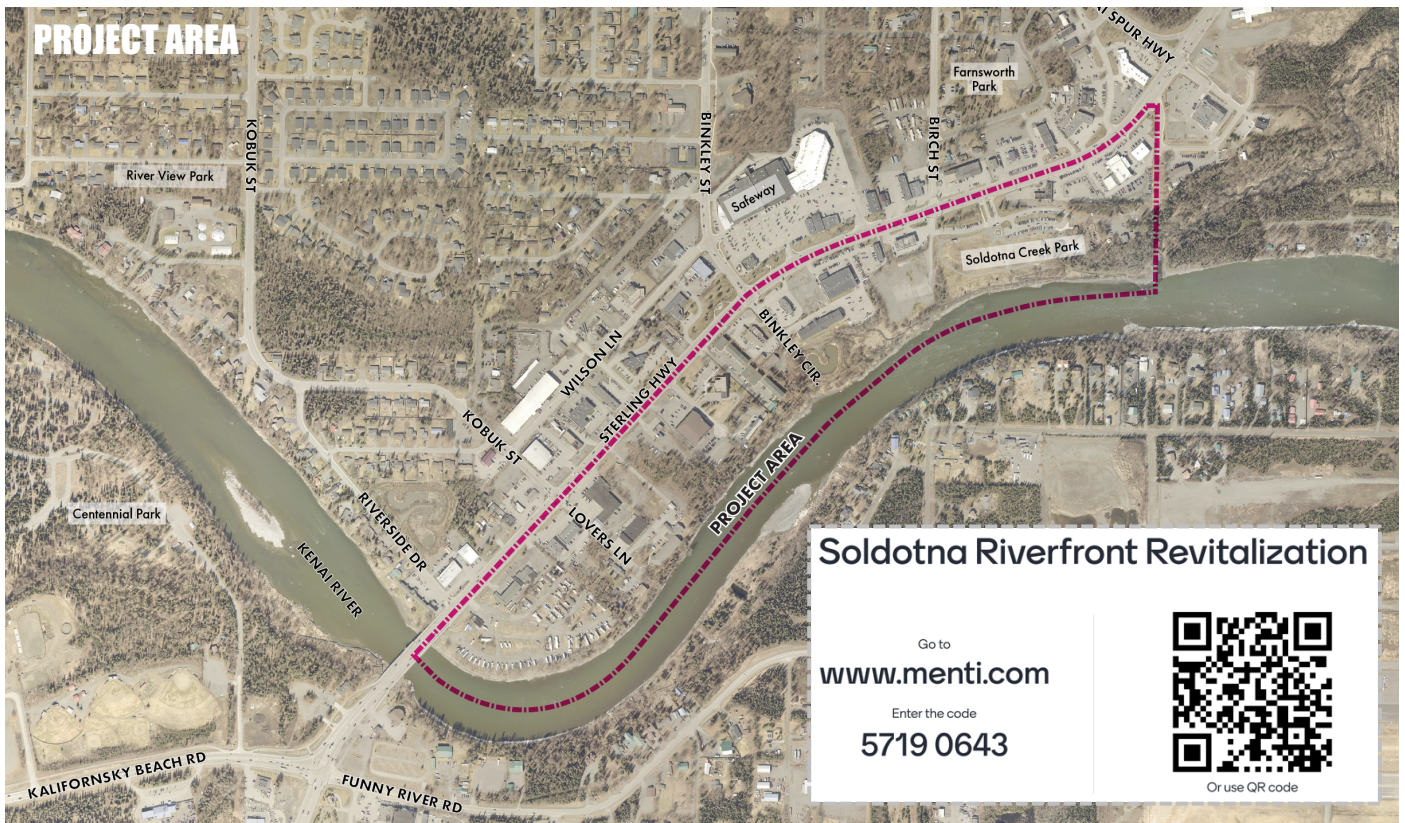 PROJECT AREA
AI SPUR HWY
Farnsworth
Park
KOBUK ST
BINKLEY ST
BIRCH ST
River View Park
Safeway
Soldotna Creek Park
BINKLEY CIR.
WILSON LN
STERLING HWY
KOBUK ST
PROJECT AREA
Centennial Park
RIVERSIDE DR
LOVERS LN
KENAI RIVER
KALIFORNSKY BEACH RD
FUNNY RIVER RD
Soldotna Riverfront Revitalization
Go to
www.menti.com
Enter the code
5719 0643
Or use QR code